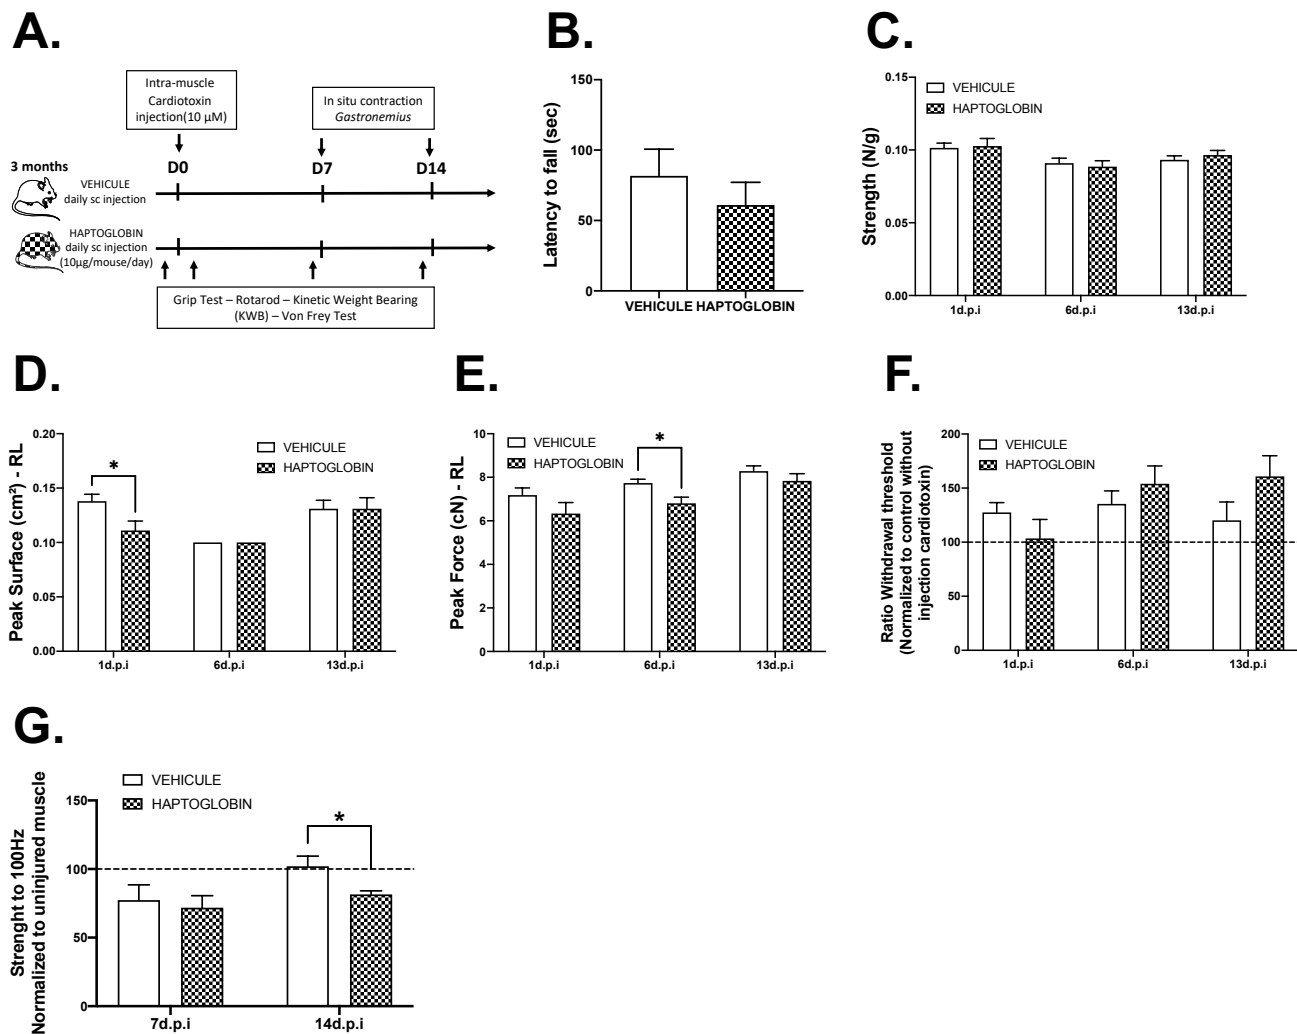 A.
Intra-muscle
Cardiotoxin
injection(10 µM)
In situ contraction
Gastronemius
3 months
D0
D7
D14
VEHICULE
daily sc injection
HAPTOGLOBIN
daily sc injection
(10µg/mouse/day)
Grip Test – Rotarod – Kinetic Weight Bearing
(KWB) – Von Frey Test
B.
Latency to fall (sec)
150
100
50
0
VEHICULE HAPTOGLOBIN
C.
Strength (N/g)
0.15
0.10
0.05
0.00
VEHICULE
HAPTOGLOBIN
1d.p.i
6d.p.i
13d.p.i
D.
Peak Surface (cm²) - RL
0.20
0.15
0.10
0.05
0.00
VEHICULE
HAPTOGLOBIN
*
1d.p.i
6d.p.i
13d.p.i
E.
Peak Force (cN) - RL
10
8
6
4
2
0
VEHICULE
HAPTOGLOBIN
*
1d.p.i
6d.p.i
13d.p.i
F.
Ratio Withdrawal threshold
(Normalized to control without
injection cardiotoxin)
200
150
100
50
0
VEHICULE
HAPTOGLOBIN
1d.p.i
6d.p.i
13d.p.i
G.
Strenght to 100Hz
Normalized to uninjured muscle
VEHICULE
HAPTOGLOBIN
150
100
50
0
*
7d.p.i
14d.p.i